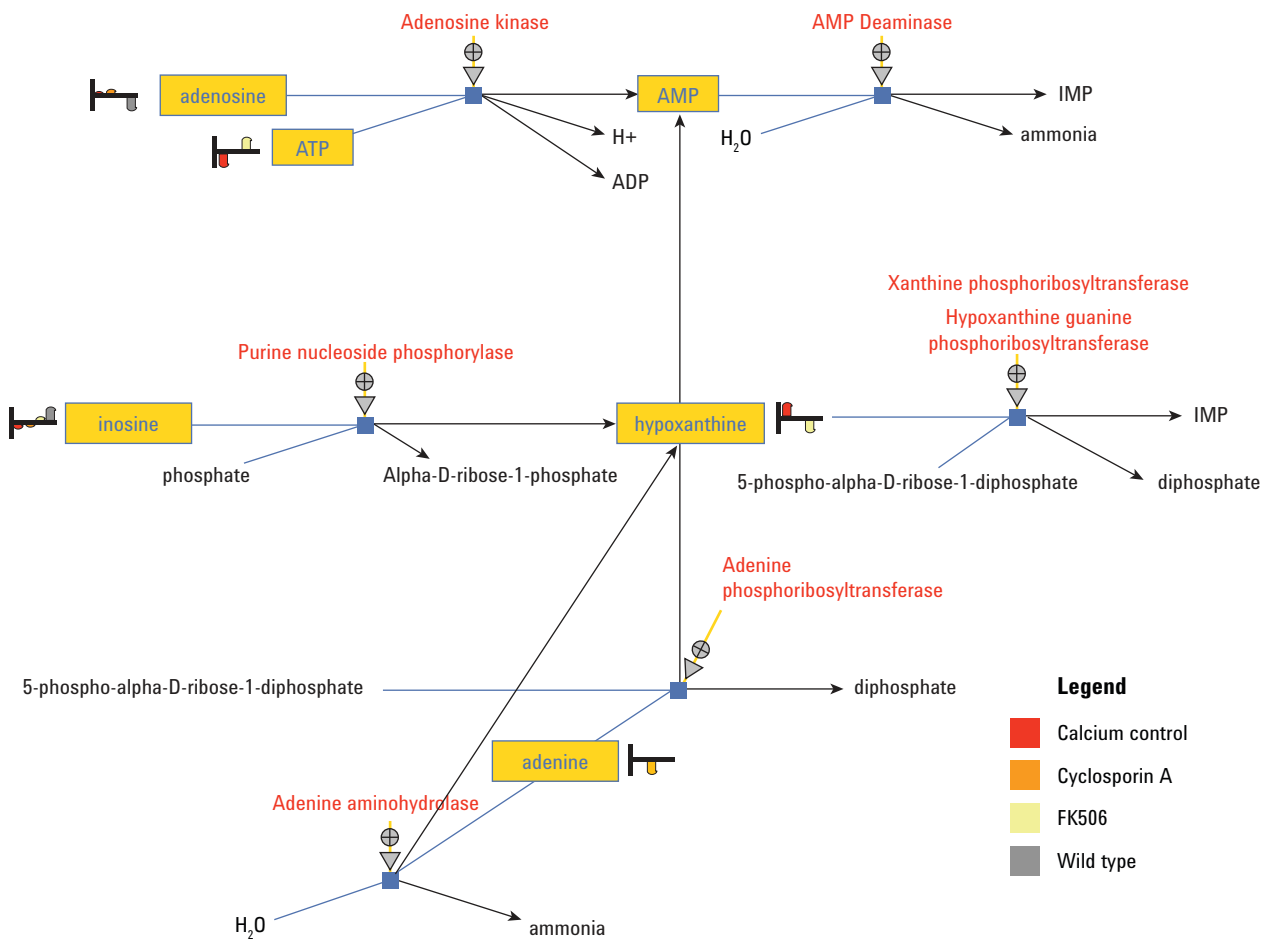 Adenosine kinase
AMP Deaminase
adenosine
AMP
IMP
ATP
H+
H₂O
ammonia
ADP
Xanthine phosphoribosyltransferase
Hypoxanthine guanine
phosphoribosyltransferase
Purine nucleoside phosphorylase
inosine
hypoxanthine
IMP
phosphate
Alpha-D-ribose-1-phosphate
5-phospho-alpha-D-ribose-1-diphosphate
diphosphate
Adenine
phosphoribosyltransferase
5-phospho-alpha-D-ribose-1-diphosphate
diphosphate
Legend
Calcium control
Cyclosporin A
FK506
Wild type
adenine
Adenine aminohydrolase
H₂O
ammonia